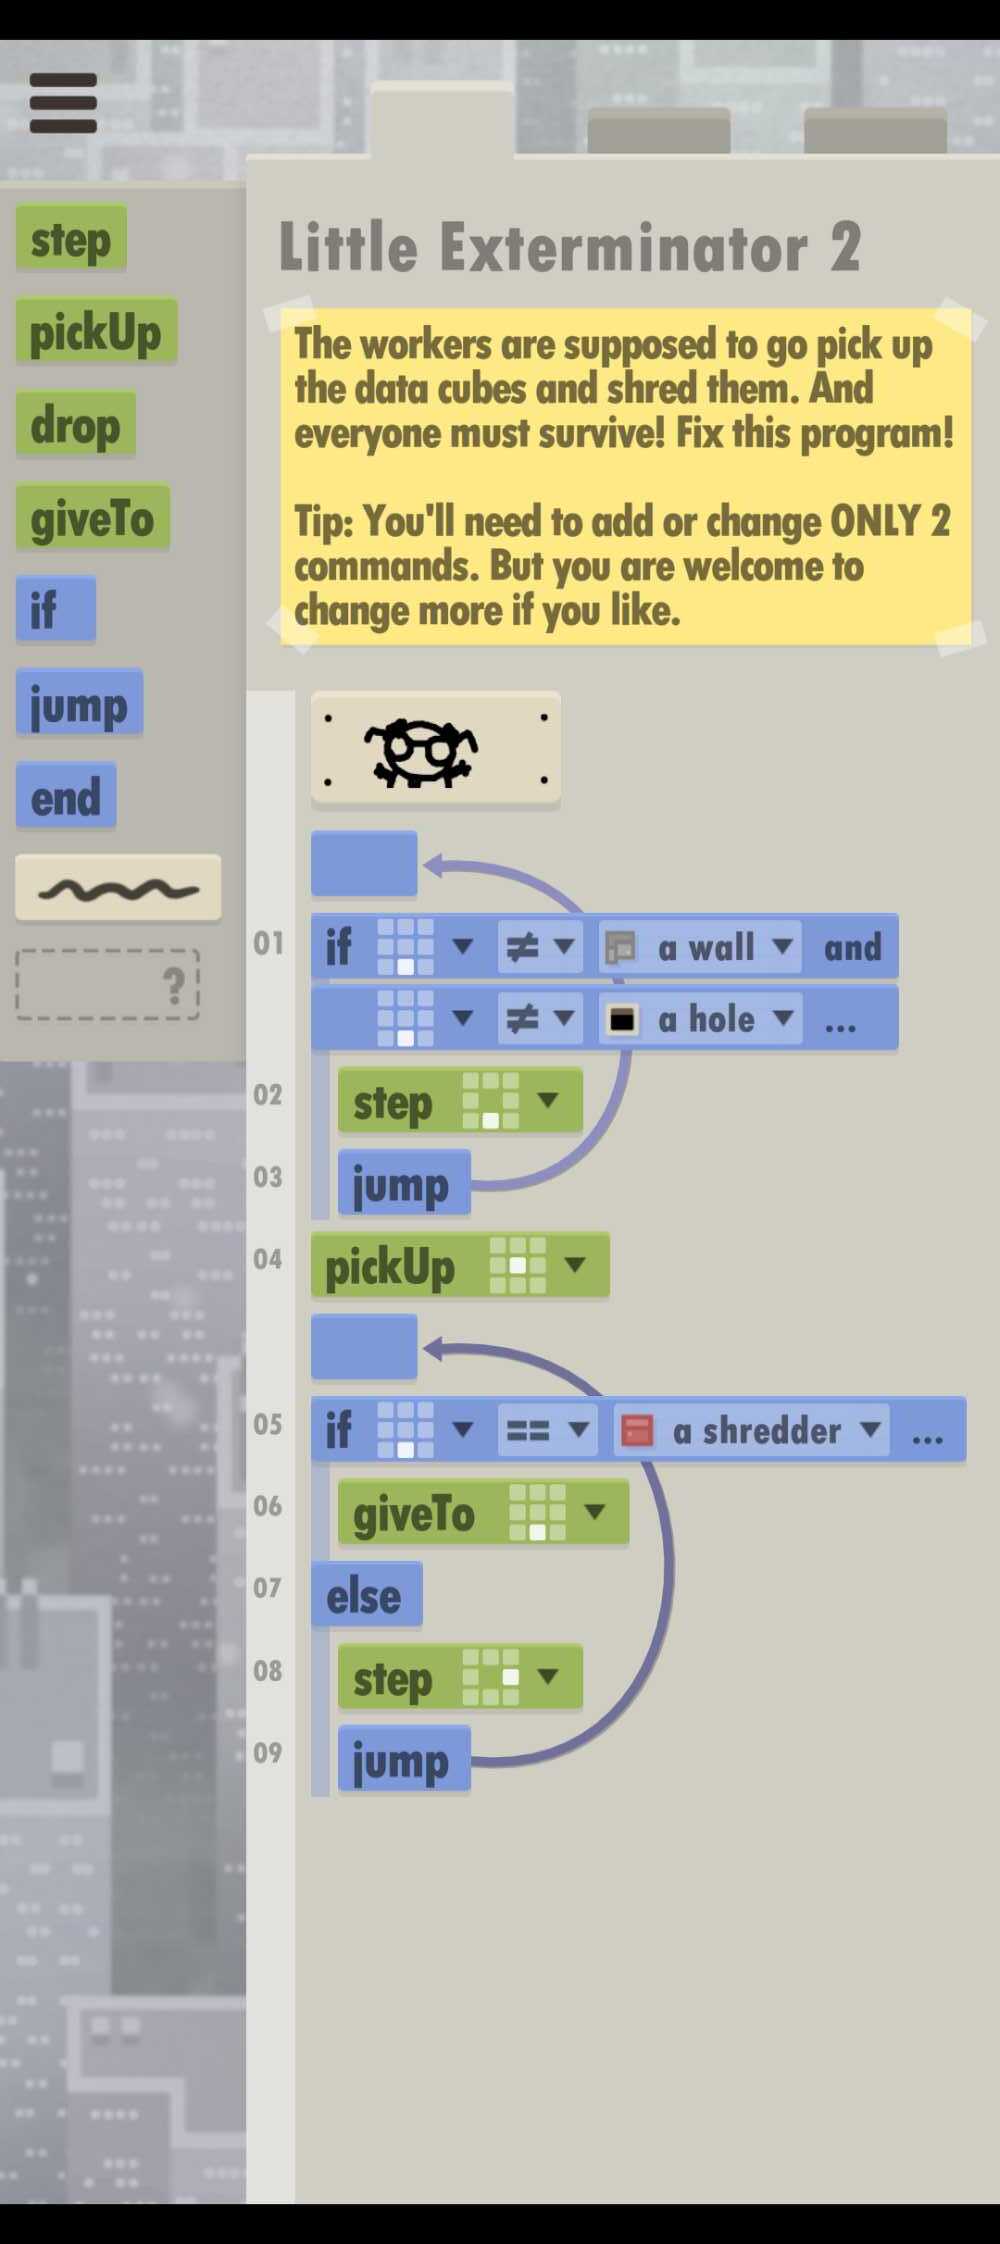 step
pickUp
drop
giveTo
if
jump
end
?
Little Exterminator 2
The workers are supposed to go pick up
the data cubes and shred them. And
everyone must survive! Fix this program!
Tip: You'll need to add or change ONLY 2
commands. But you are welcome to
change more if you like.
01 if ≠ a wall and
≠ a hole ...
02 step
03 jump
04 pickUp
05 if == a shredder ...
06 giveTo
07 else
08 step
09 jump